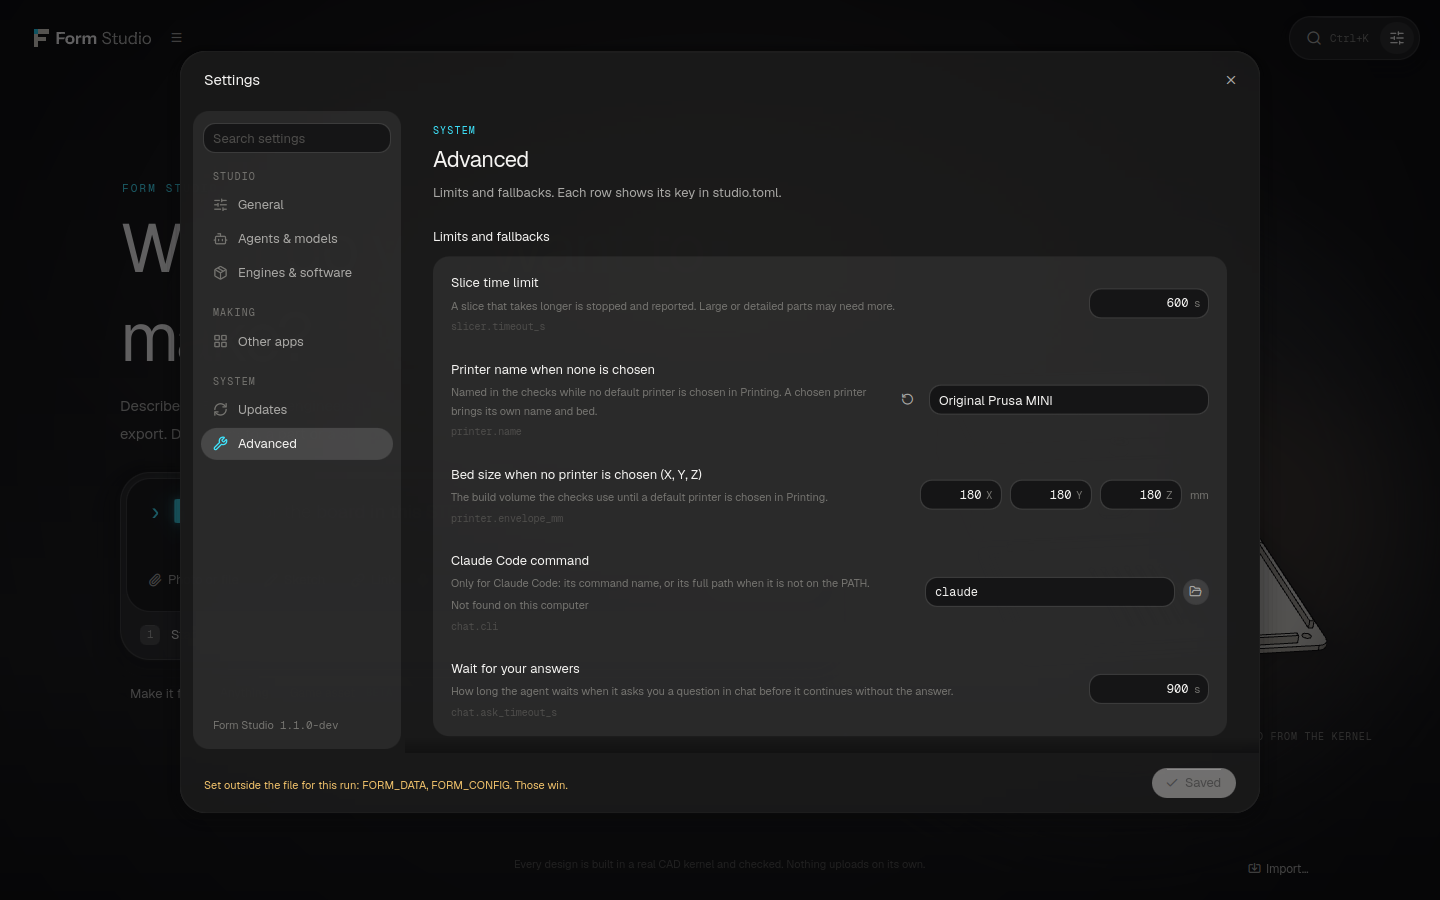 Form Studio
Ctrl+K
Settings
Search settings
STUDIO
General
Agents & models
Engines & software
MAKING
Other apps
SYSTEM
Updates
Advanced
Form Studio 1.1.0-dev
SYSTEM
Advanced
Limits and fallbacks. Each row shows its key in studio.toml.
Limits and fallbacks
Slice time limit
A slice that takes longer is stopped and reported. Large or detailed parts may need more.
slicer.timeout_s
600 s
Printer name when none is chosen
Named in the checks while no default printer is chosen in Printing. A chosen printer
brings its own name and bed.
printer.name
Original Prusa MINI
Bed size when no printer is chosen (X, Y, Z)
The build volume the checks use until a default printer is chosen in Printing.
printer.envelope_mm
180 X 180 Y 180 Z mm
Claude Code command
Only for Claude Code: its command name, or its full path when it is not on the PATH.
Not found on this computer
chat.cli
claude
Wait for your answers
How long the agent waits when it asks you a question in chat before it continues without the answer.
chat.ask_timeout_s
900 s
Set outside the file for this run: FORM_DATA, FORM_CONFIG. Those win.
Saved
FORM ST
W
ma
Describe
export. D
1 S
Make it f
FROM THE KERNEL
Every design is built in a real CAD kernel and checked. Nothing uploads on its own.
Import…